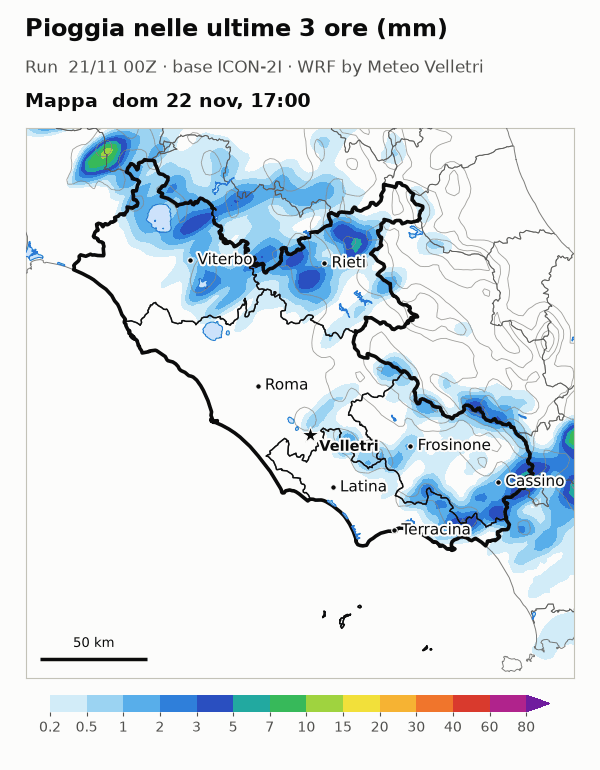 Pioggia nelle ultime 3 ore (mm)
Run  21/11 00Z · base ICON-2I · WRF by Meteo Velletri
Mappa  dom 22 nov, 17:00
Viterbo
Rieti
Roma
Velletri
Frosinone
Latina
Cassino
Terracina
50 km
0.2 0.5 1 2 3 5 7 10 15 20 30 40 60 80